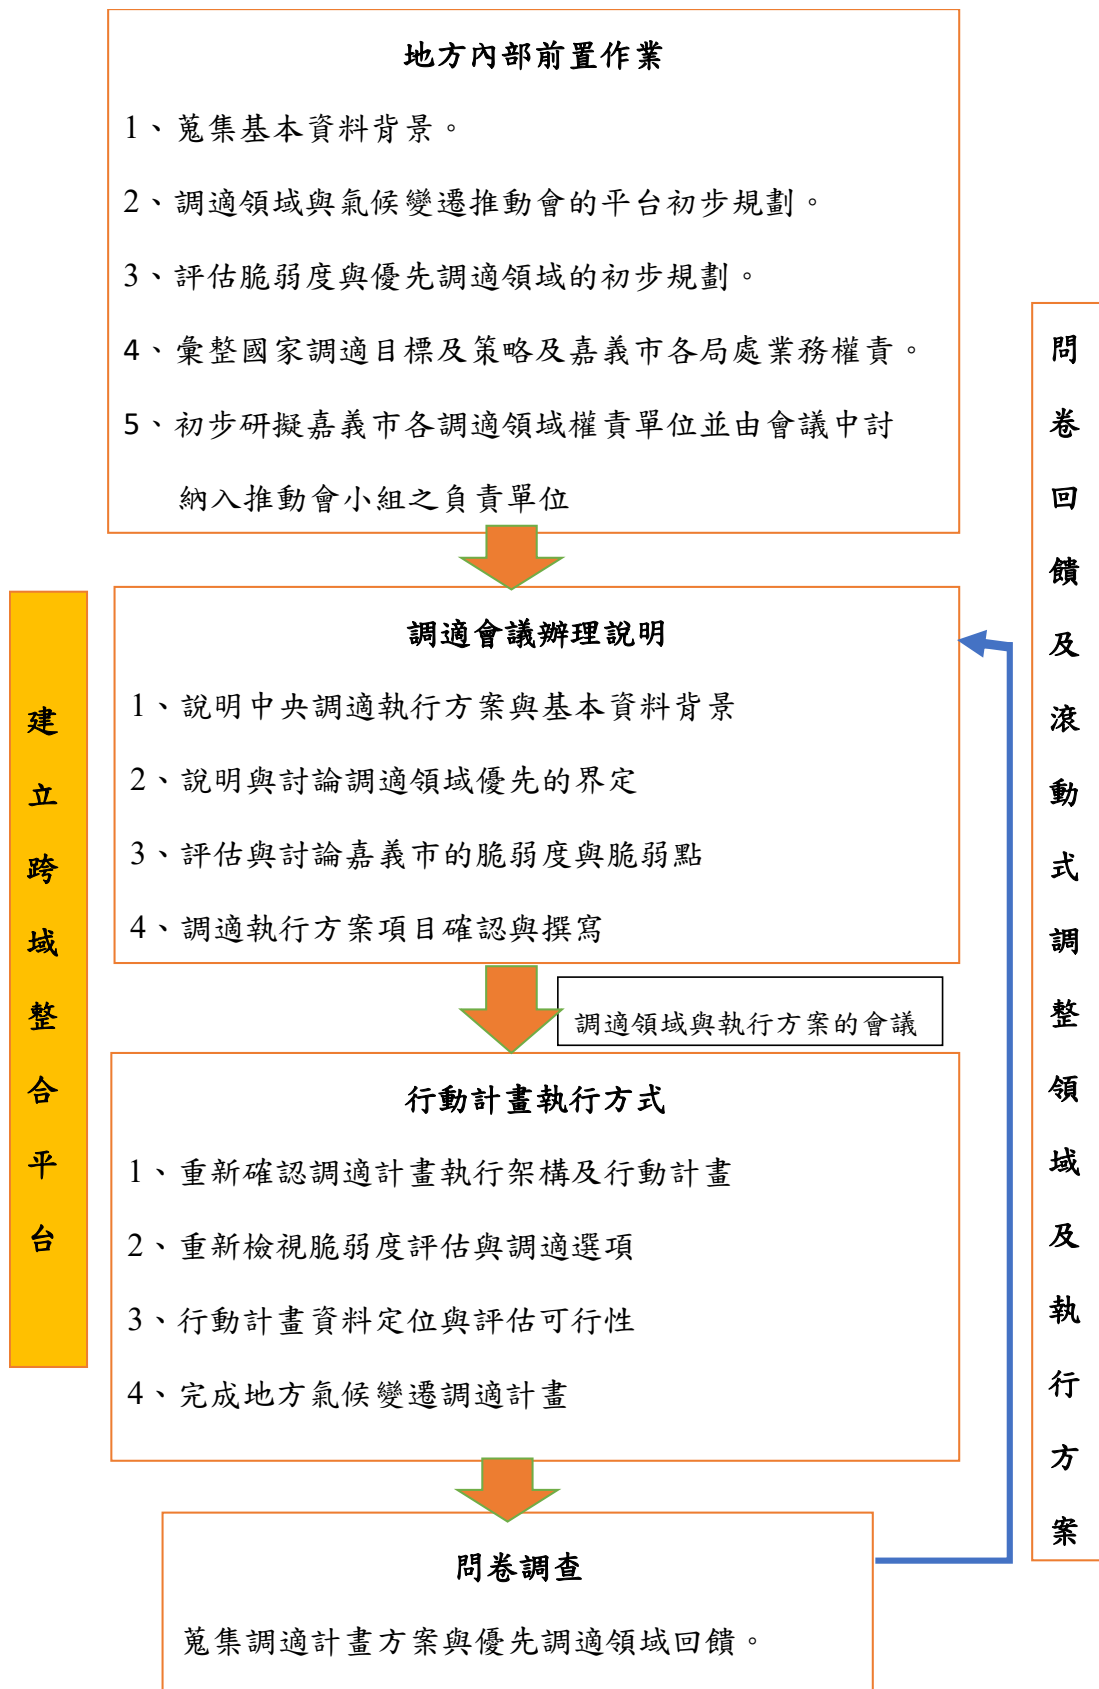 地方內部前置作業
1、蒐集基本資料背景。
2、調適領域與氣候變遷推動會的平台初步規劃。
3、評估脆弱度與優先調適領域的初步規劃。
4、彙整國家調適目標及策略及嘉義市各局處業務權責。
5、初步研擬嘉義市各調適領域權責單位並由會議中討
納入推動會小組之負責單位
建立跨域整合平台
調適會議辦理說明
1、說明中央調適執行方案與基本資料背景
2、說明與討論調適領域優先的界定
3、評估與討論嘉義市的脆弱度與脆弱點
4、調適執行方案項目確認與撰寫
調適領域與執行方案的會議
行動計畫執行方式
1、重新確認調適計畫執行架構及行動計畫
2、重新檢視脆弱度評估與調適選項
3、行動計畫資料定位與評估可行性
4、完成地方氣候變遷調適計畫
問卷調查
蒐集調適計畫方案與優先調適領域回饋。
問卷回饋及滾動式調整領域及執行方案